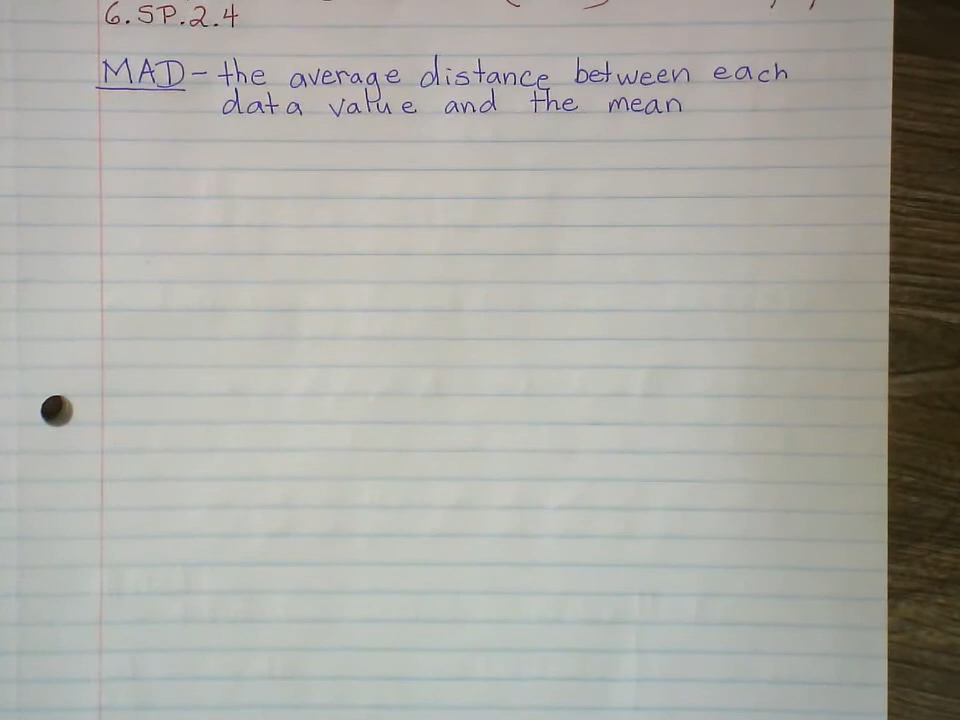 6.SP.2.4
MAD - the average distance between each
data value and the mean